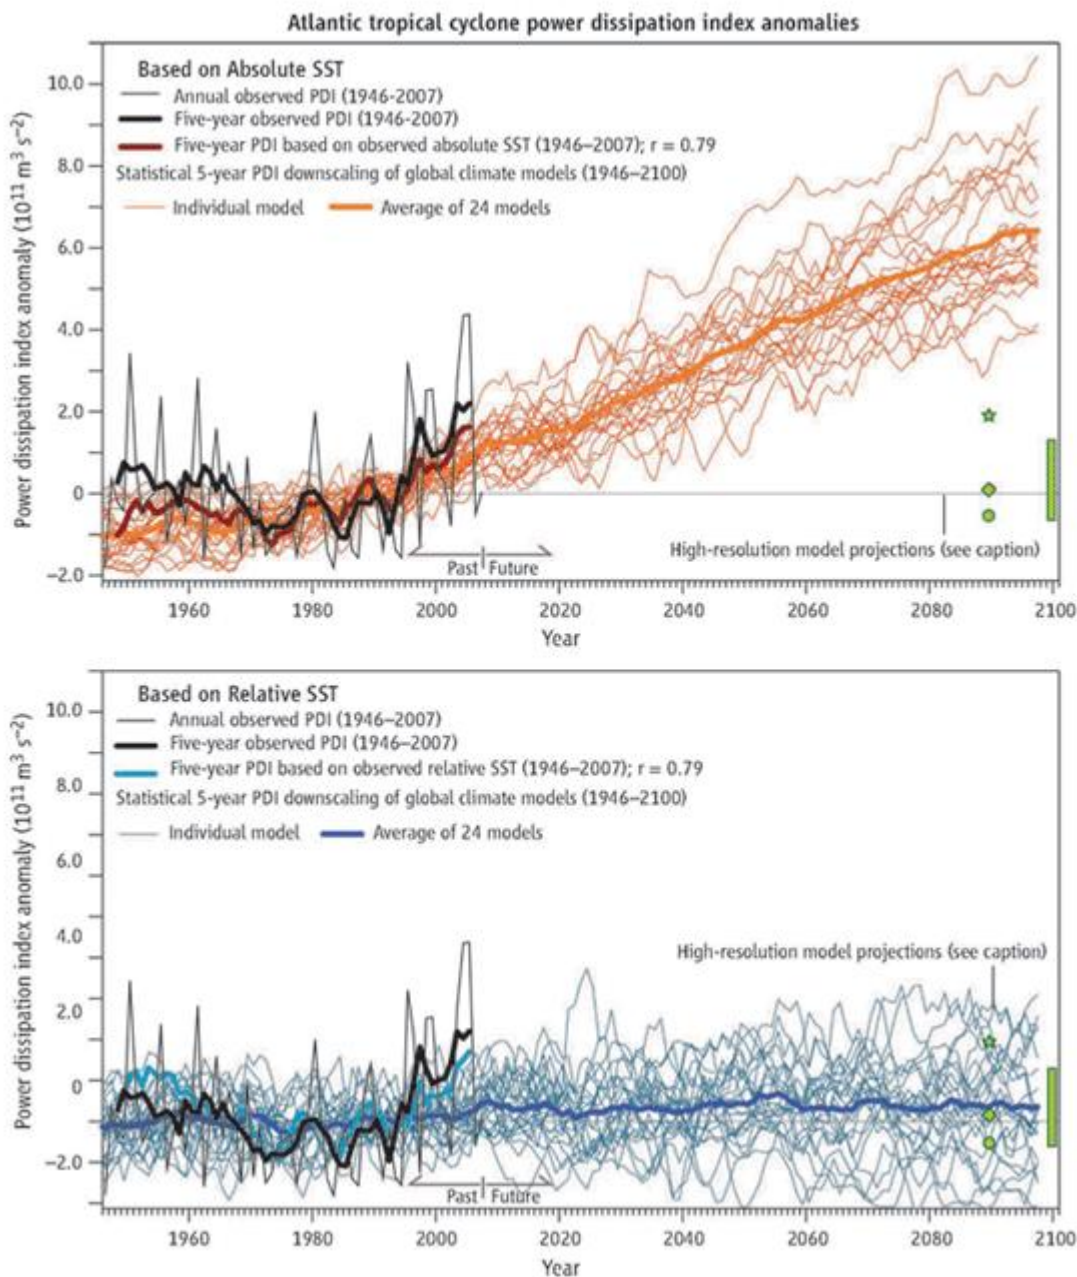 Atlantic tropical cyclone power dissipation index anomalies
Based on Absolute SST
Annual observed PDI (1946-2007)
Five-year observed PDI (1946-2007)
Five-year PDI based on observed absolute SST (1946–2007); r = 0.79
Statistical 5-year PDI downscaling of global climate models (1946–2100)
Individual model Average of 24 models
Power dissipation index anomaly (10¹¹ m³ s⁻²)
10.0
8.0
6.0
4.0
2.0
0
–2.0
High-resolution model projections (see caption)
Past Future
1960 1980 2000 2020 2040 2060 2080 2100
Year
Based on Relative SST
Annual observed PDI (1946–2007)
Five-year observed PDI (1946–2007)
Five-year PDI based on observed relative SST (1946–2007); r = 0.79
Statistical 5-year PDI downscaling of global climate models (1946–2100)
Individual model Average of 24 models
Power dissipation index anomaly (10¹¹ m³ s⁻²)
10.0
8.0
6.0
4.0
2.0
0
–2.0
High-resolution model projections (see caption)
Past Future
1960 1980 2000 2020 2040 2060 2080 2100
Year